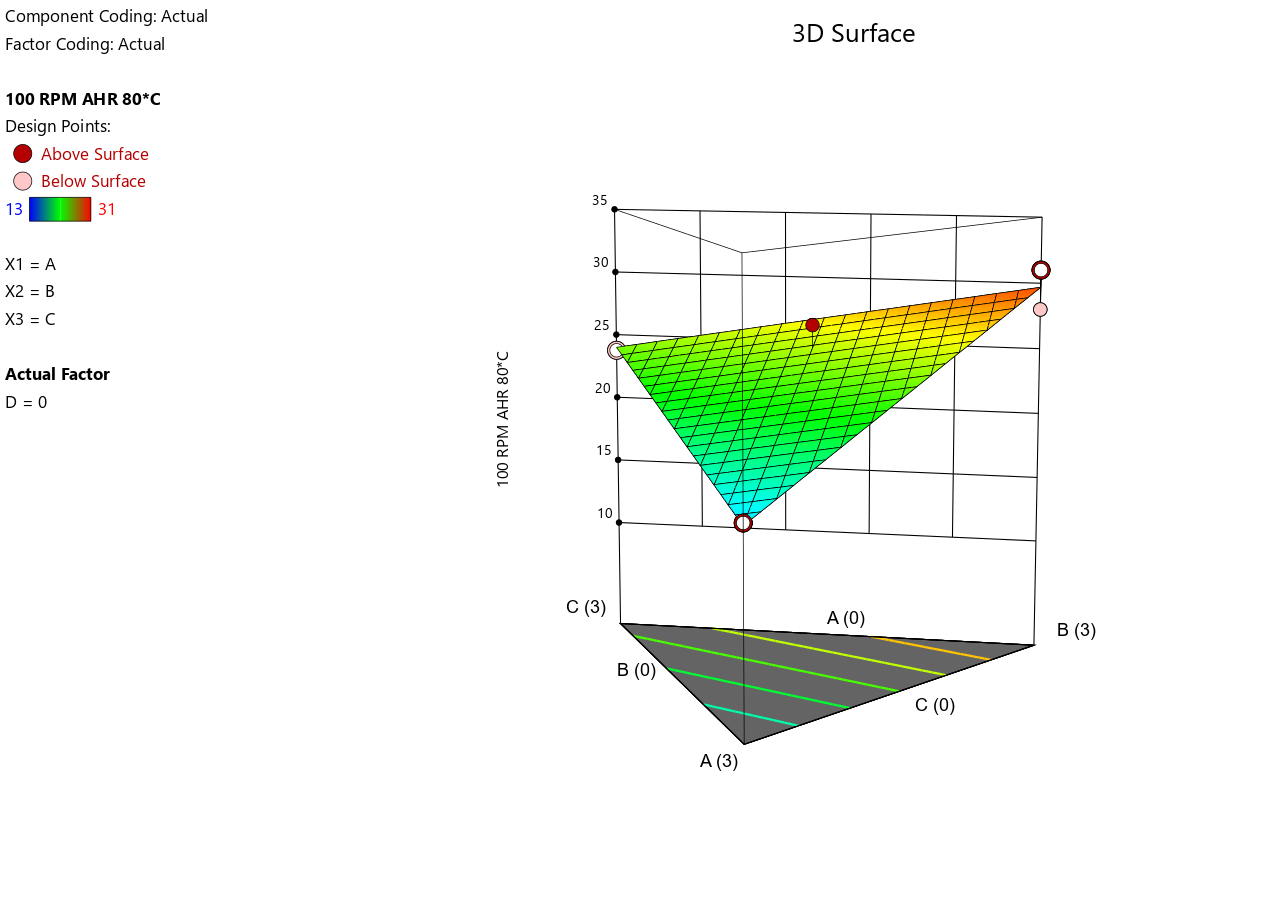 Component Coding: Actual
Factor Coding: Actual
3D Surface
100 RPM AHR 80*C
Design Points:
Above Surface
Below Surface
13 31
X1 = A
X2 = B
X3 = C
Actual Factor
D = 0
35
30
25
20
15
10
100 RPM AHR 80*C
C (3)
A (0)
B (3)
B (0)
C (0)
A (3)